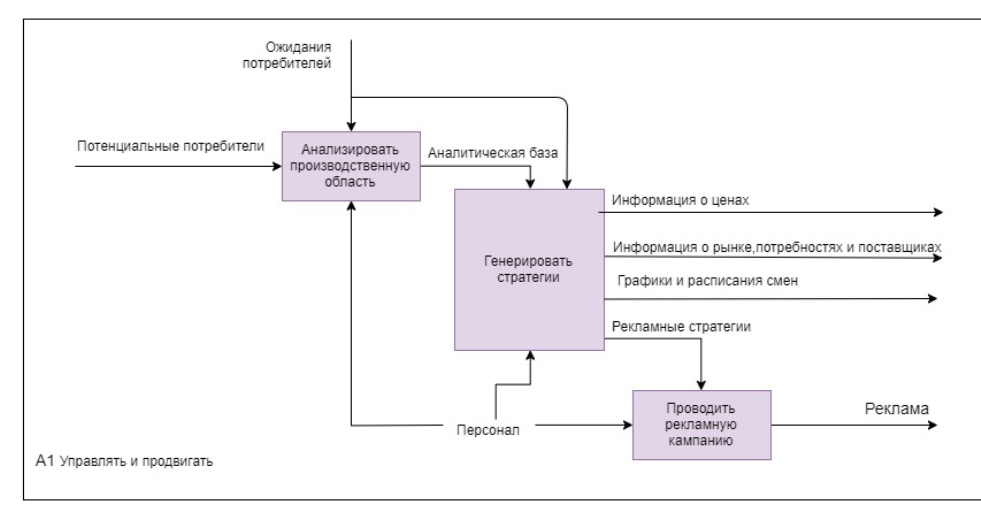 Ожидания
потребителей
Потенциальные потребители
Анализировать
производственную
область
Аналитическая база
Генерировать
стратегии
Информация о ценах
Информация о рынке,потребностях и поставщиках
Графики и расписания смен
Рекламные стратегии
Персонал
Проводить
рекламную
кампанию
Реклама
А1 Управлять и продвигать